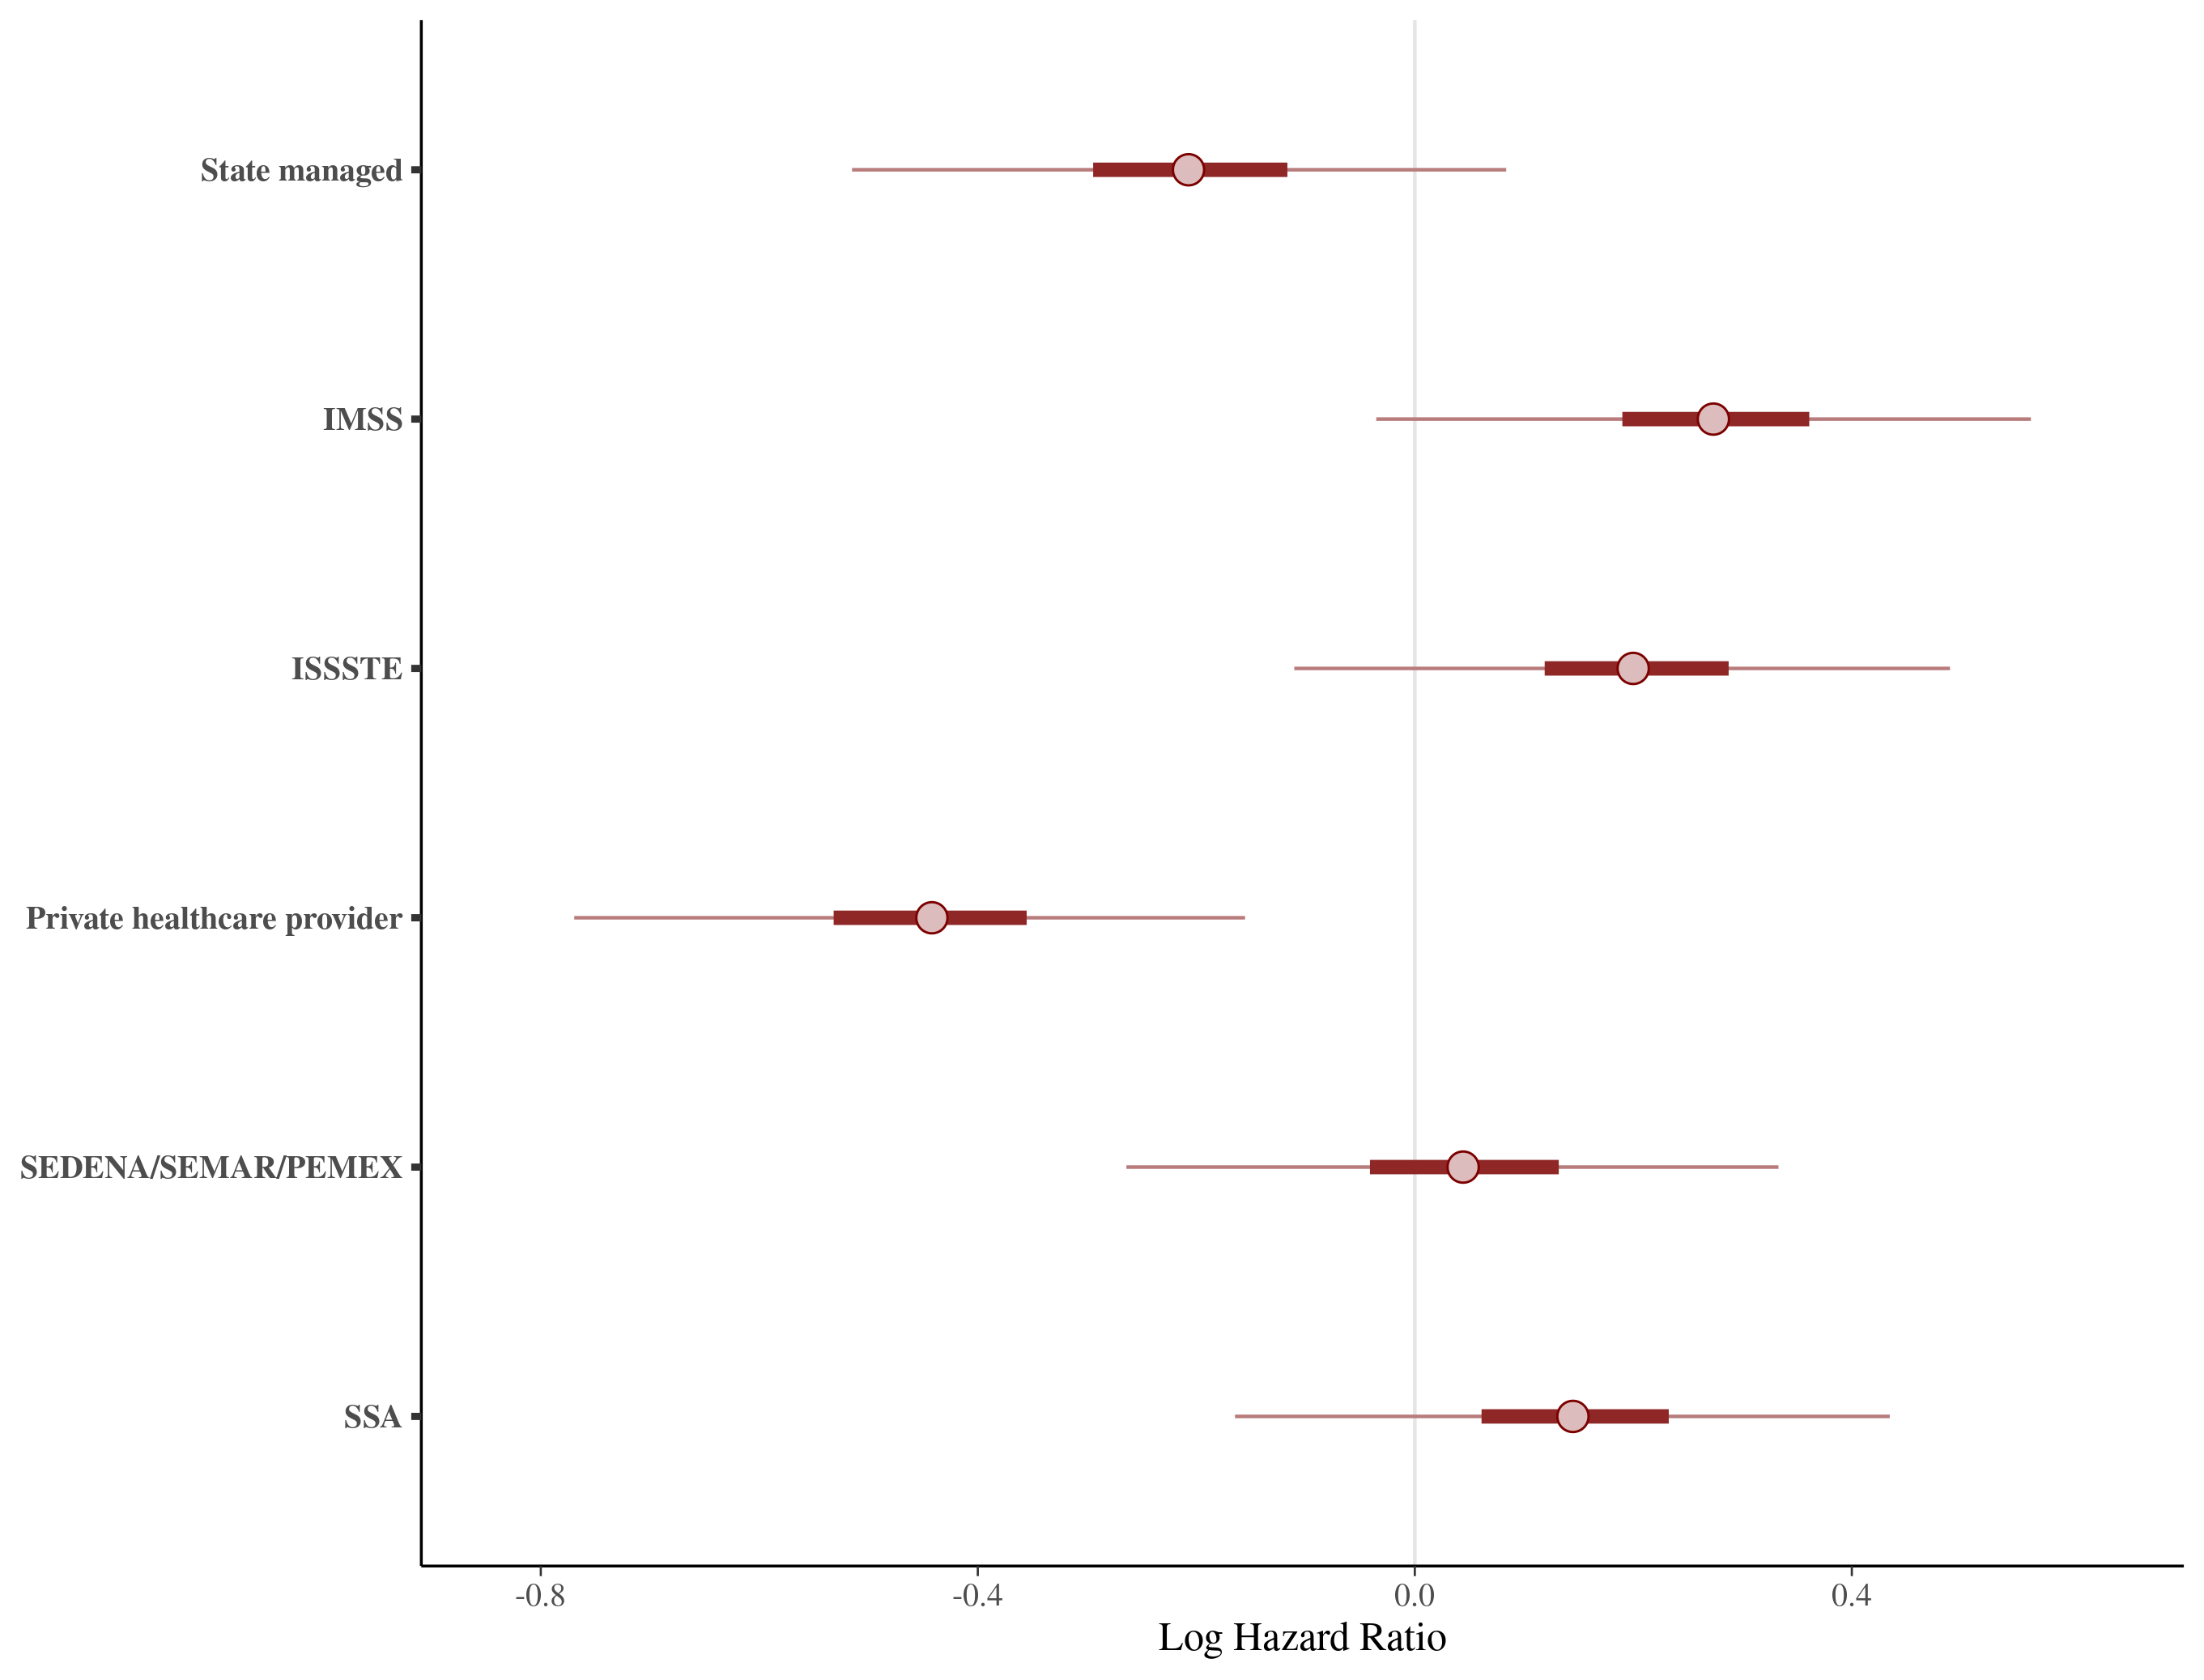 State managed
IMSS
ISSSTE
Private healthcare provider
SEDENA/SEMAR/PEMEX
SSA
-0.8 -0.4 0.0 0.4
Log Hazard Ratio